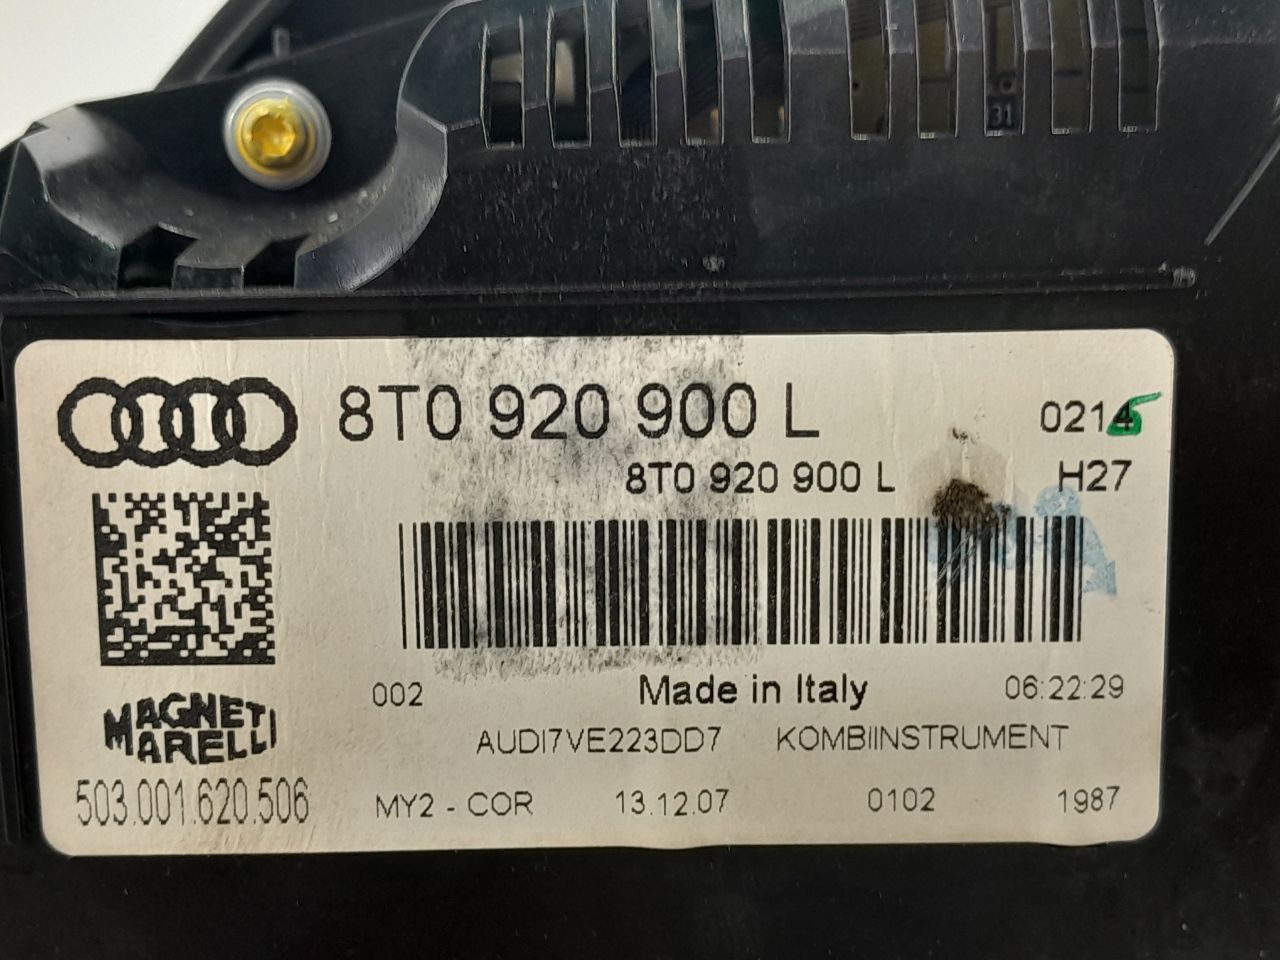 31
8T0 920 900 L
0215
8T0 920 900 L
H27
002
Made in Italy
06:22:29
MAGNETI
MARELLI
AUDI7VE223DD7
KOMBIINSTRUMENT
503.001.620.506
MY2 - COR
13.12.07
0102
1987